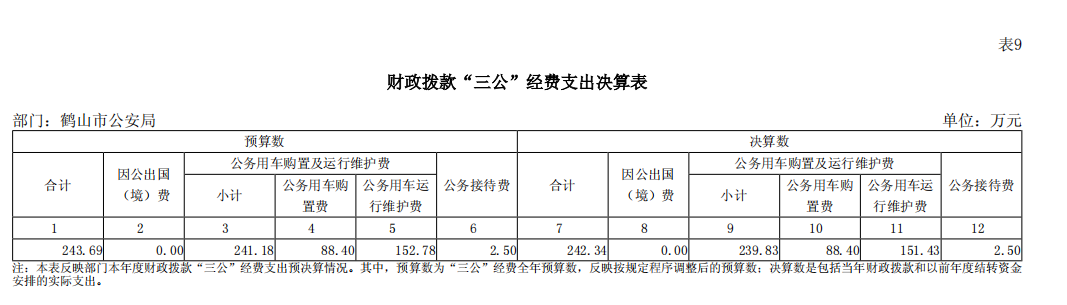 表9
财政拨款“三公”经费支出决算表
部门：鹤山市公安局 单位：万元
预算数 决算数
合计 因公出国（境）费 公务用车购置及运行维护费 公务接待费 合计 因公出国（境）费 公务用车购置及运行维护费 公务接待费
小计 公务用车购置费 公务用车运行维护费 小计 公务用车购置费 公务用车运行维护费
1 2 3 4 5 6 7 8 9 10 11 12
243.69 0.00 241.18 88.40 152.78 2.50 242.34 0.00 239.83 88.40 151.43 2.50
注：本表反映部门本年度财政拨款“三公”经费支出预决算情况。其中，预算数为“三公”经费全年预算数，反映按规定程序调整后的预算数；决算数是包括当年财政拨款和以前年度结转资金
安排的实际支出。